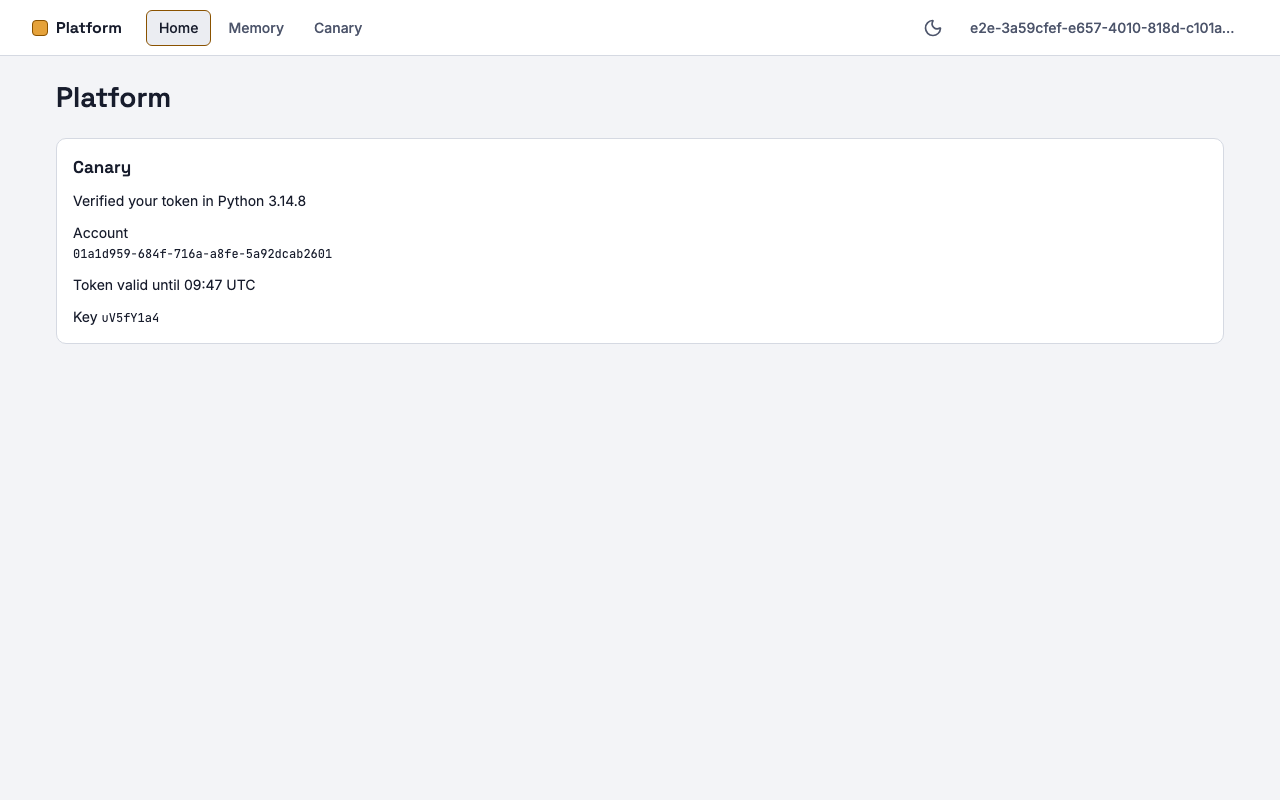 Platform
Home
Memory
Canary
e2e-3a59cfef-e657-4010-818d-c101a...
Platform
Canary
Verified your token in Python 3.14.8
Account
01a1d959-684f-716a-a8fe-5a92dcab2601
Token valid until 09:47 UTC
Key uV5fY1a4